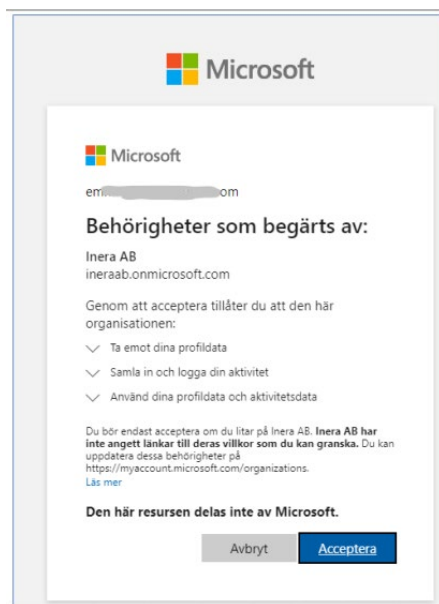 Microsoft
Microsoft
em om
Behörigheter som begärts av:
Inera AB
ineraab.onmicrosoft.com
Genom att acceptera tillåter du att den här
organisationen:
Ta emot dina profildata
Samla in och logga din aktivitet
Använd dina profildata och aktivitetsdata
Du bör endast acceptera om du litar på Inera AB. Inera AB har
inte angett länkar till deras villkor som du kan granska. Du kan
uppdatera dessa behörigheter på
https://myaccount.microsoft.com/organizations.
Läs mer
Den här resursen delas inte av Microsoft.
Avbryt Acceptera